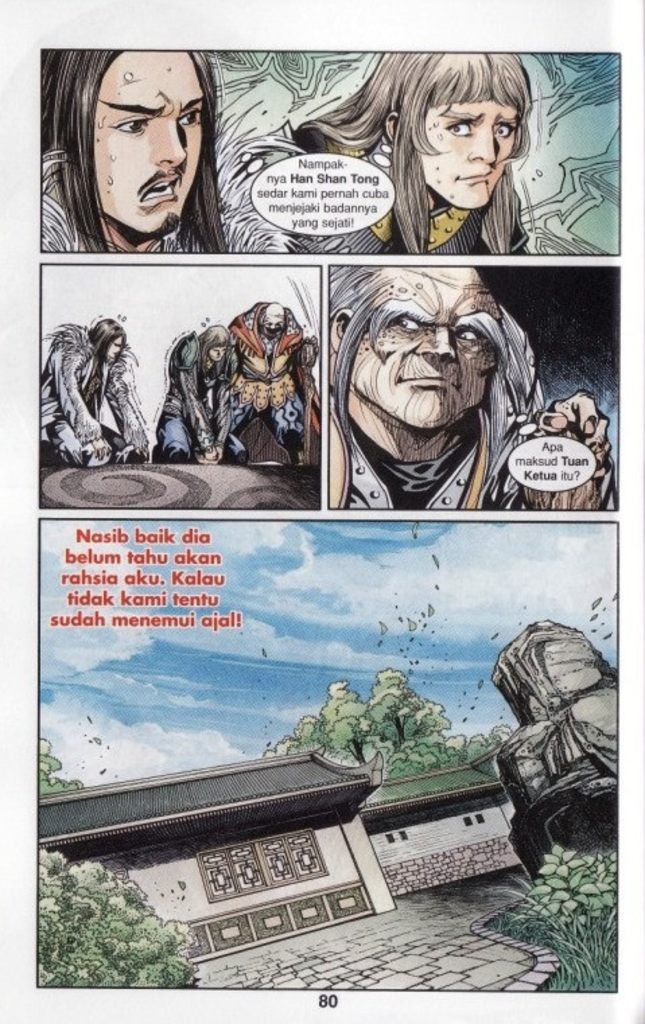 Nampak-
nya Han Shan Tong
sedar kami pernah cuba
menjejaki badannya
yang sejati!
Apa
maksud Tuan
Ketua itu?
Nasib baik dia
belum tahu akan
rahsia aku. Kalau
tidak kami tentu
sudah menemui ajal!
80